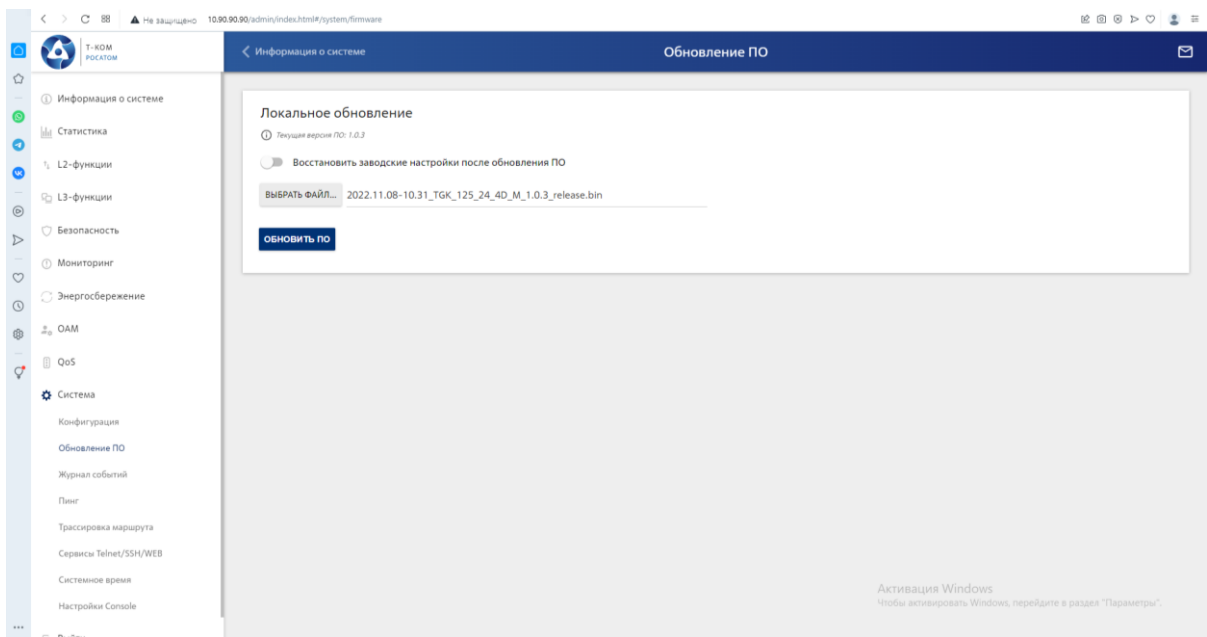 Не защищено 10.90.90.90/admin/index.html#/system/firmware
Т-КОМ
РОСАТОМ
Информация о системе
Обновление ПО
Информация о системе
Статистика
L2-функции
L3-функции
Безопасность
Мониторинг
Энергосбережение
OAM
QoS
Система
Конфигурация
Обновление ПО
Журнал событий
Пинг
Трассировка маршрута
Сервисы Telnet/SSH/WEB
Системное время
Настройки Console
Локальное обновление
Текущая версия ПО: 1.0.3
Восстановить заводские настройки после обновления ПО
ВЫБРАТЬ ФАЙЛ... 2022.11.08-10.31_TGK_125_24_4D_M_1.0.3_release.bin
ОБНОВИТЬ ПО
Активация Windows
Чтобы активировать Windows, перейдите в раздел "Параметры".